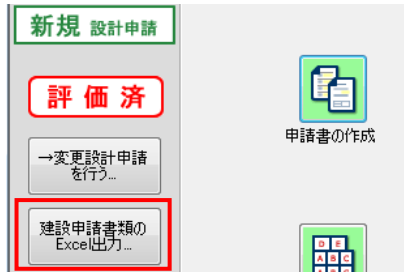 新規 設計申請
評価済
→変更設計申請
を行う...
建設申請書類の
Excel出力...
申請書の作成
D E
A B C
A B C